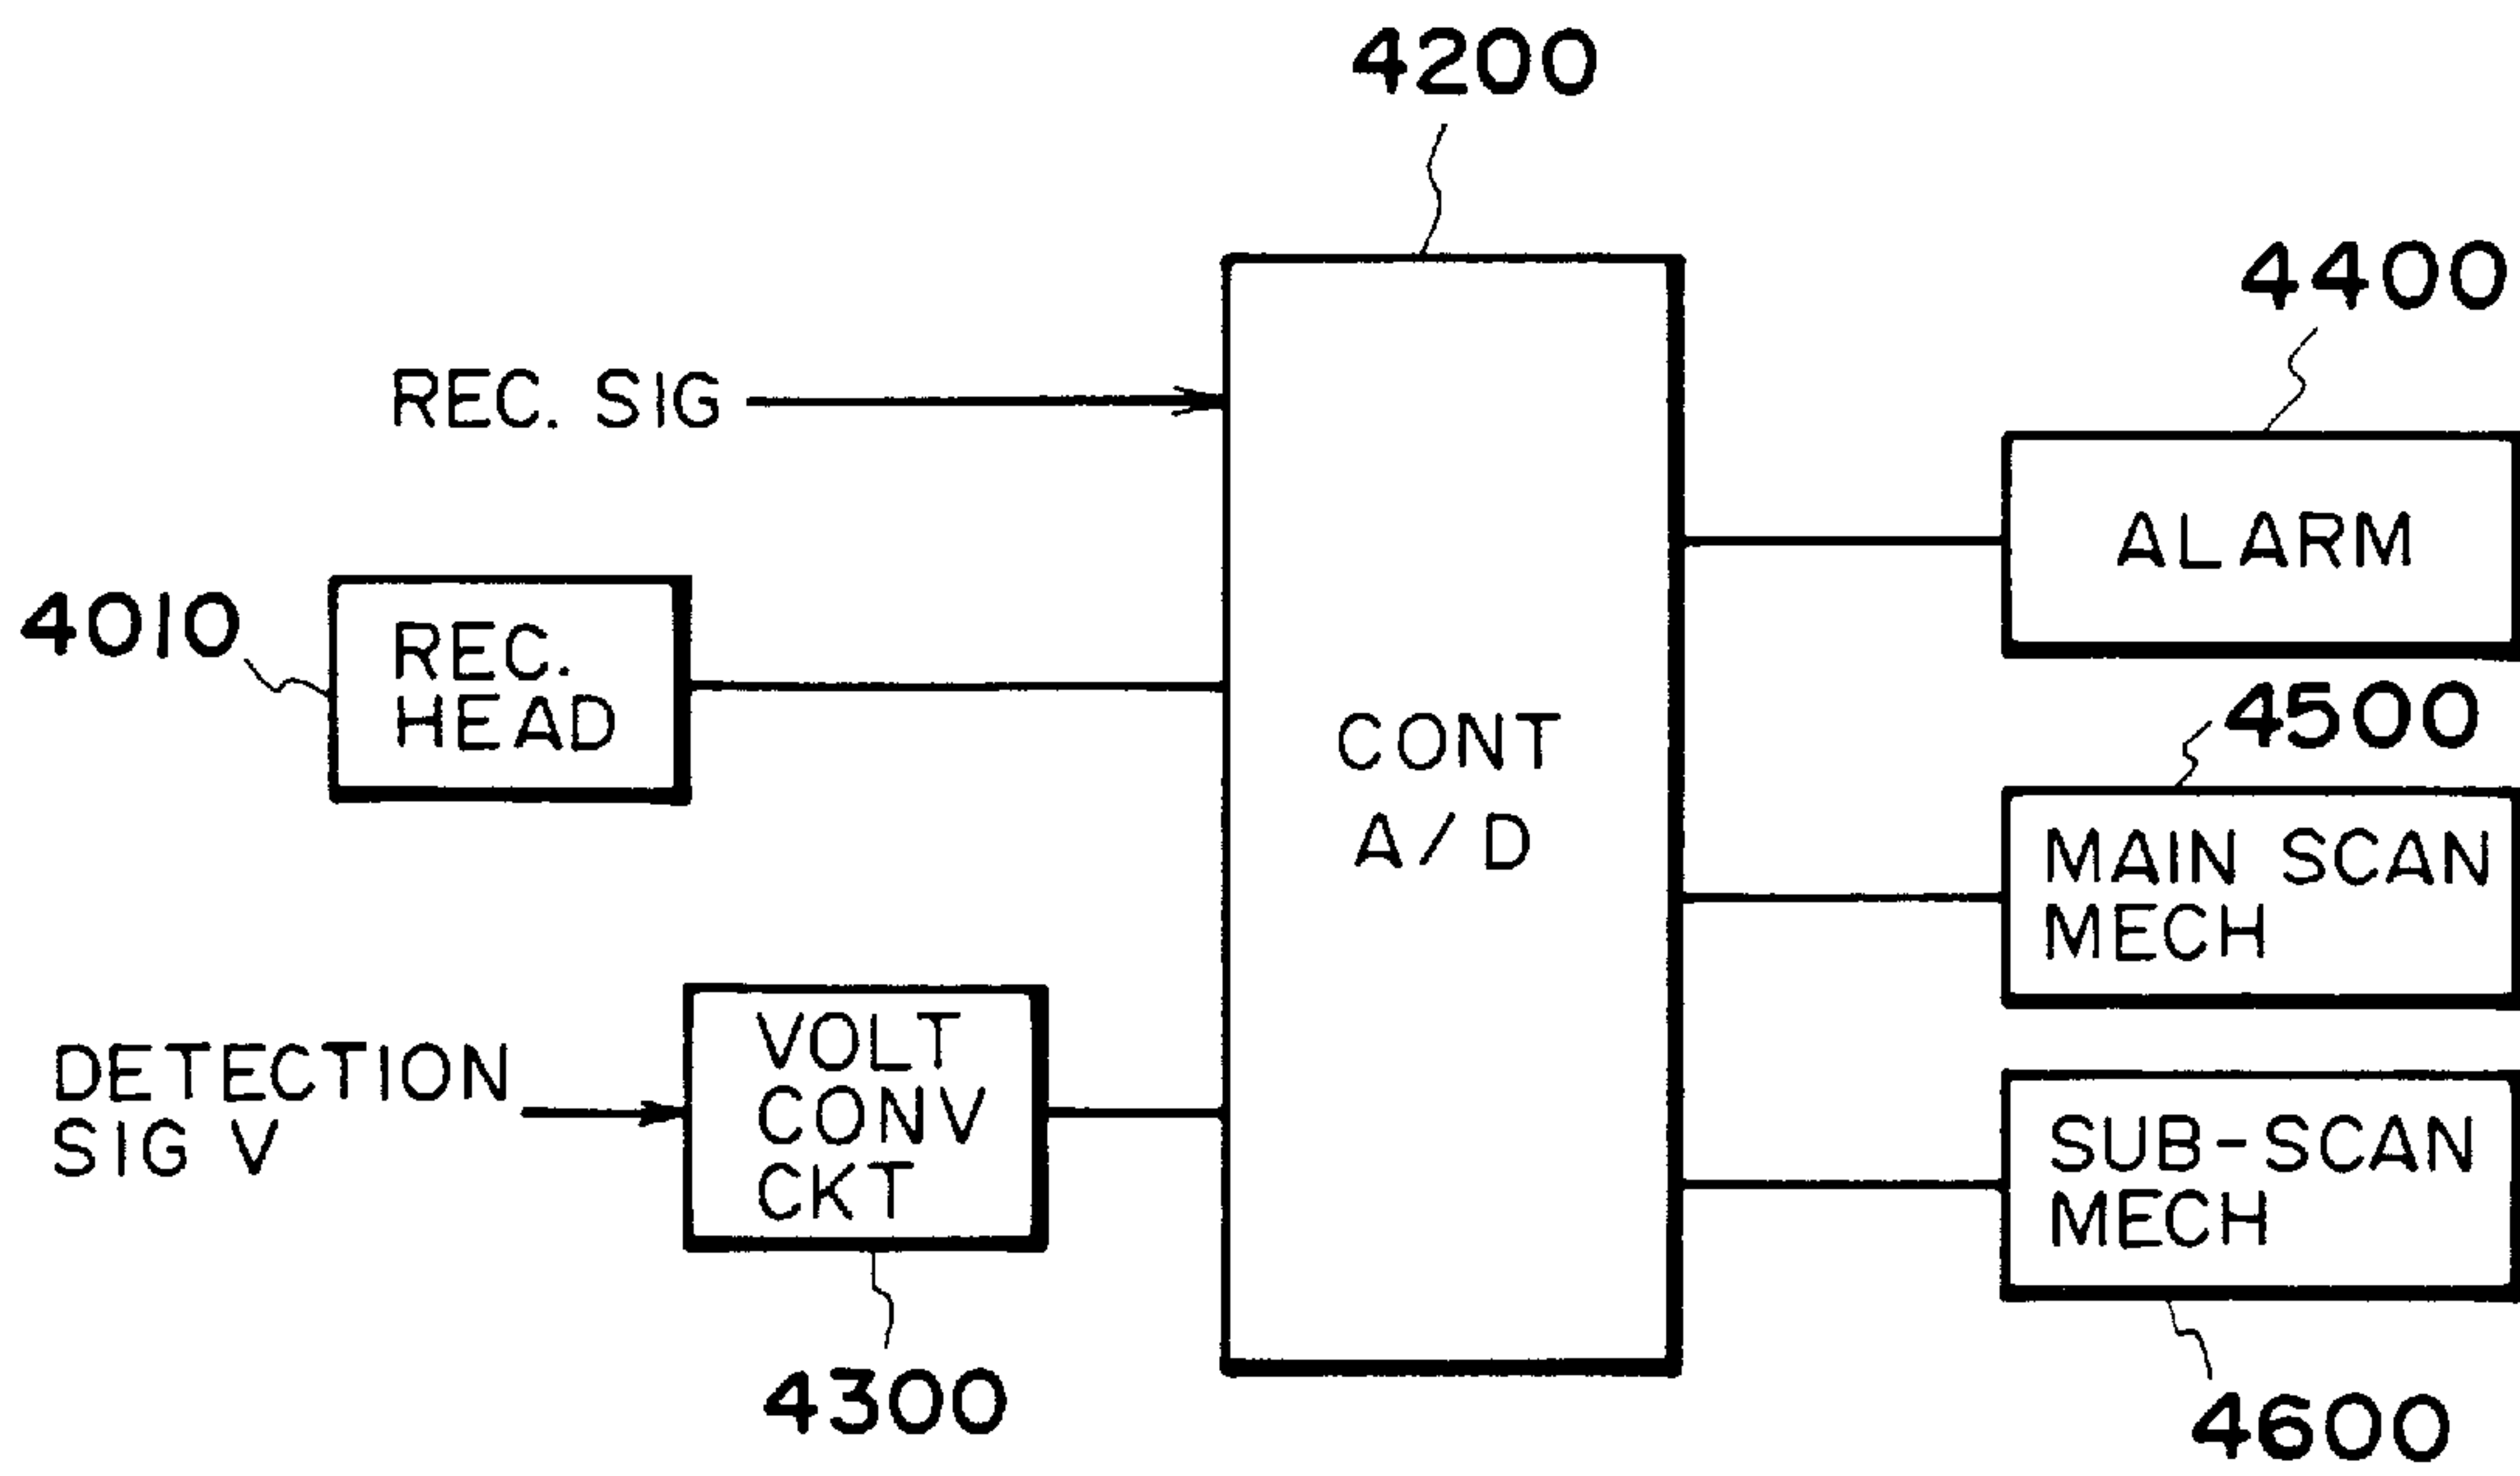 4200
4400
REC. SIG
ALARM
4010
REC.
HEAD
4500
CONT
A/D
MAIN SCAN
MECH
DETECTION
SIG V
VOLT
CONV
CKT
SUB-SCAN
MECH
4300
4600